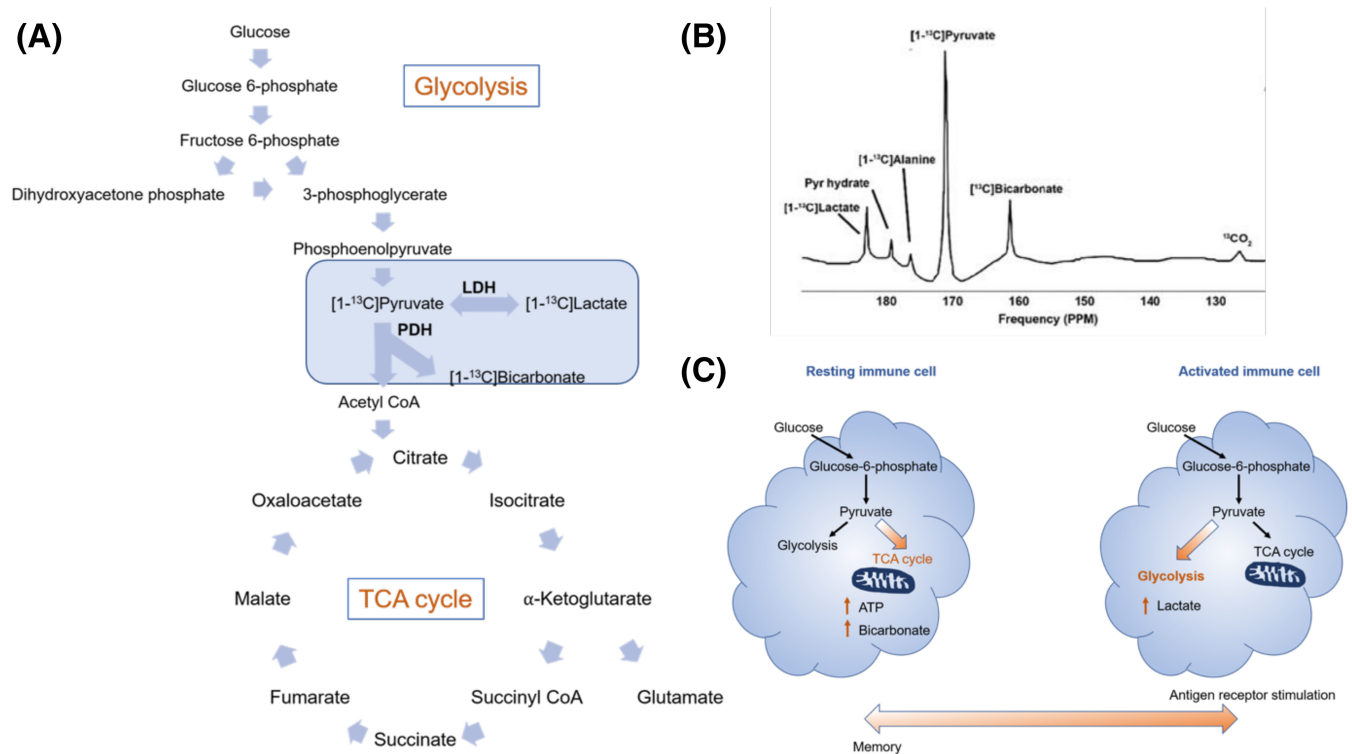 (A)
Glucose
Glucose 6-phosphate
Glycolysis
Fructose 6-phosphate
Dihydroxyacetone phosphate
3-phosphoglycerate
Phosphoenolpyruvate
[1-¹³C]Pyruvate
LDH
[1-¹³C]Lactate
PDH
[1-¹³C]Bicarbonate
Acetyl CoA
Citrate
Oxaloacetate
Isocitrate
Malate
TCA cycle
α-Ketoglutarate
Fumarate
Succinyl CoA
Glutamate
Succinate
(B)
[1-¹³C]Pyruvate
[1-¹³C]Alanine
Pyr hydrate
[1-¹³C]Lactate
[¹³C]Bicarbonate
¹³CO₂
180 170 160 150 140 130
Frequency (PPM)
(C)
Resting immune cell
Glucose
Glucose-6-phosphate
Pyruvate
Glycolysis
TCA cycle
ATP
Bicarbonate
Activated immune cell
Glucose
Glucose-6-phosphate
Pyruvate
TCA cycle
Glycolysis
Lactate
Antigen receptor stimulation
Memory